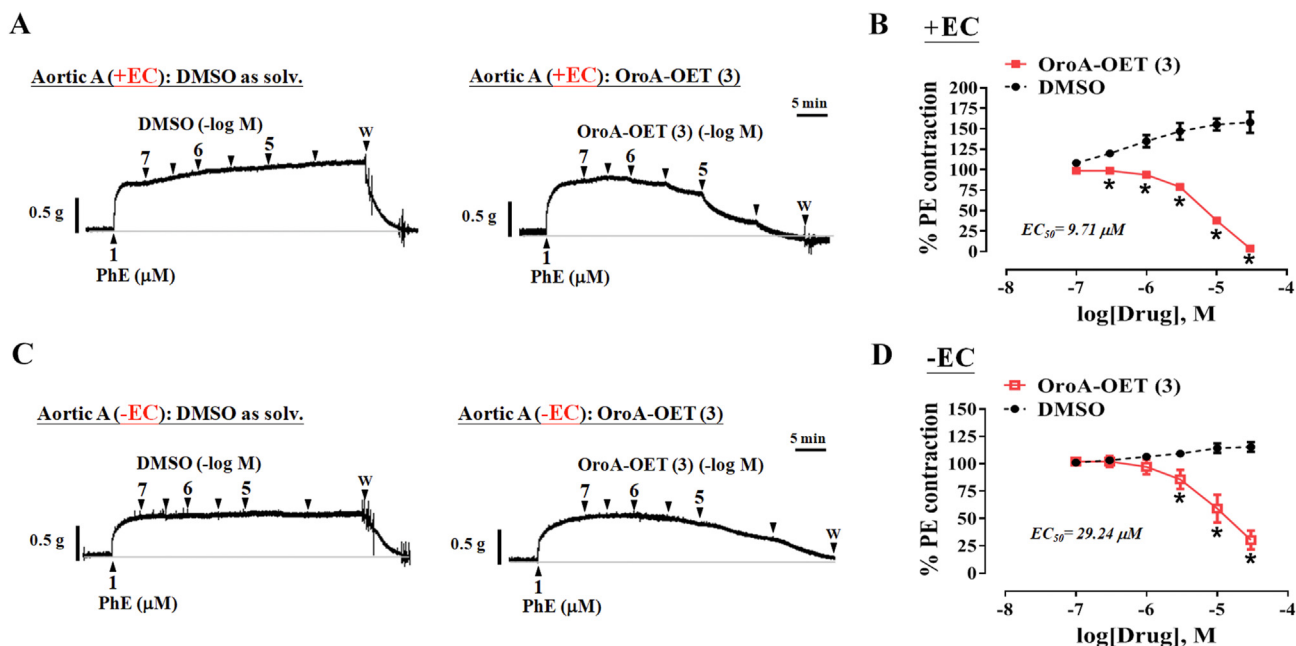 A
Aortic A (+EC): DMSO as solv.
DMSO (-log M)
7 6 5 W
0.5 g
1
PhE (μM)
Aortic A (+EC): OroA-OET (3)
5 min
OroA-OET (3) (-log M)
7 6 5 W
0.5 g
1
PhE (μM)
B +EC
OroA-OET (3)
DMSO
% PE contraction
200
175
150
125
100
75
50
25
0
* * * * *
EC50= 9.71 μM
-8 -7 -6 -5 -4
log[Drug], M
C
Aortic A (-EC): DMSO as solv.
DMSO (-log M)
7 6 5 W
0.5 g
1
PhE (μM)
Aortic A (-EC): OroA-OET (3)
5 min
OroA-OET (3) (-log M)
7 6 5 W
0.5 g
1
PhE (μM)
D -EC
OroA-OET (3)
DMSO
% PE contraction
150
125
100
75
50
25
0
* * *
EC50= 29.24 μM
-8 -7 -6 -5 -4
log[Drug], M